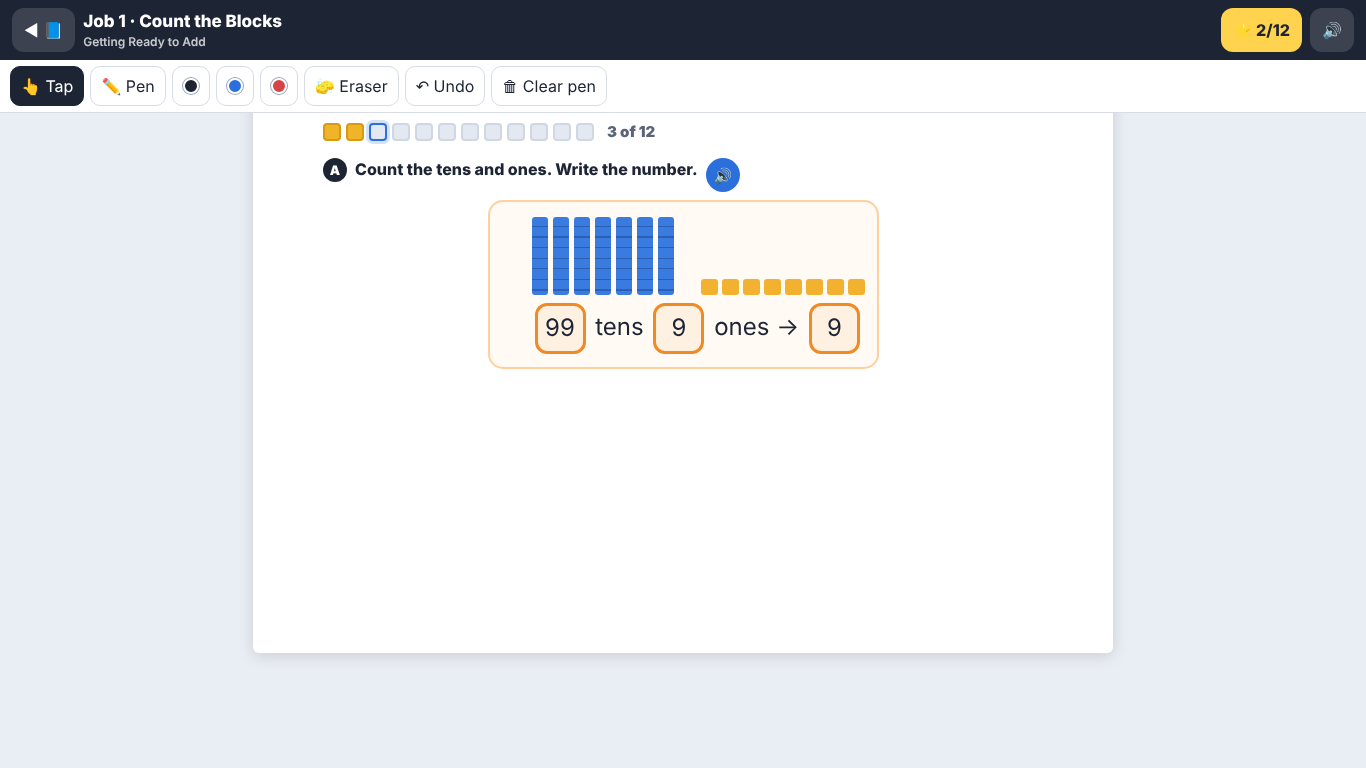 Job 1 · Count the Blocks
Getting Ready to Add
2/12
Tap
Pen
Eraser
Undo
Clear pen
3 of 12
A Count the tens and ones. Write the number.
99 tens 9 ones → 9